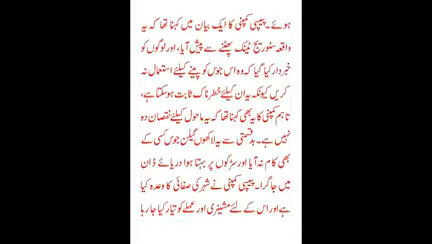 ہوئے ۔ پیپسی کمپنی کا ایک بیان میں کہنا تھا کہ یہ
واقعہ سٹوریج ٹینک پھٹنے سے پیش آیا ، اور لوگوں کو
خبردار کیا گیا کہ وہ اس جوس کو پینے کیلئے استعمال نہ
کریں کیونکہ یہ ان کیلئے خطرناک ثابت ہو سکتا ہے ،
تاہم کمپنی کا یہ بھی کہنا تھا کہ یہ ماحول کیلئے نقصان دہ
نہیں ہے ۔ بدقسمتی سے یہ لاکھوں گیلن جوس کسی کے
بھی کام نہ آیا اور سڑکوں پر بہتا ہوا دریائے ڈان
میں جا گرا ۔ پیپسی کمپنی نے شہر کی صفائی کا وعدہ کیا
ہے اور اس کے لئے مشینری اور عملے کو تیار کیا جا رہا